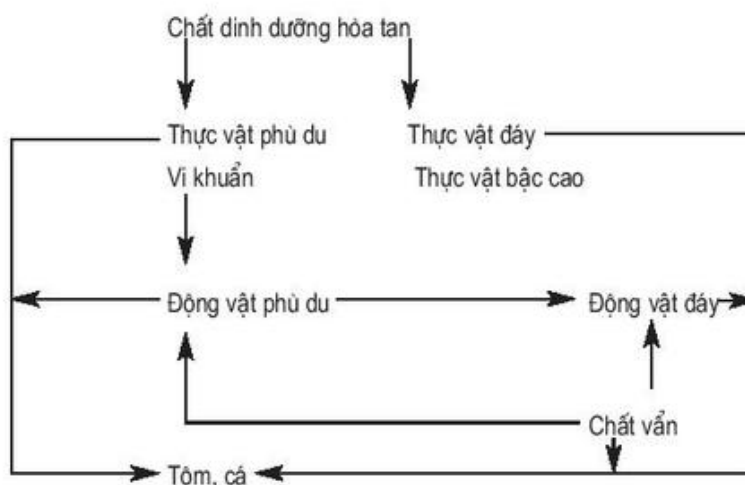 Chất dinh dưỡng hòa tan
Thực vật phù du
Thực vật đáy
Vi khuẩn
Thực vật bậc cao
Động vật phù du
Động vật đáy
Chất vẩn
Tôm, cá